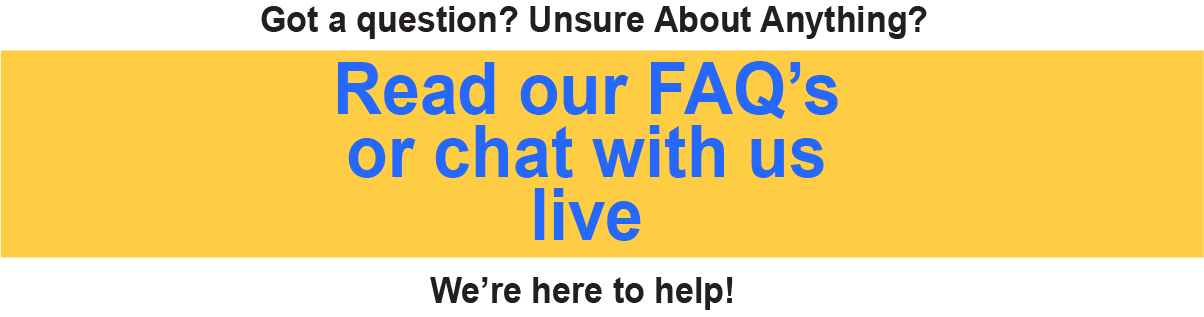 Got a question? Unsure About Anything?
Read our FAQ’s
or chat with us
live
We’re here to help!